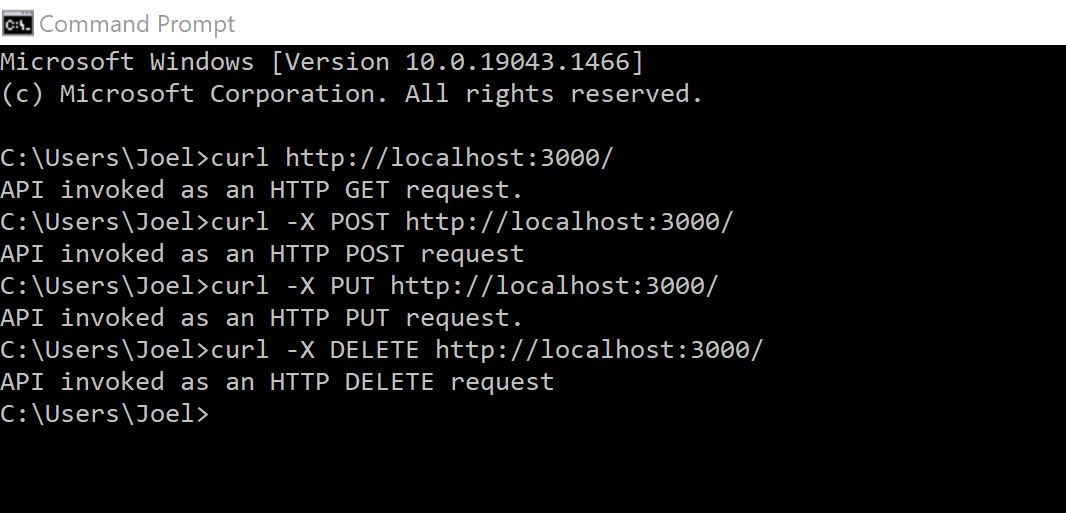 Command Prompt
Microsoft Windows [Version 10.0.19043.1466]
(c) Microsoft Corporation. All rights reserved.
C:\Users\Joel>curl http://localhost:3000/
API invoked as an HTTP GET request.
C:\Users\Joel>curl -X POST http://localhost:3000/
API invoked as an HTTP POST request
C:\Users\Joel>curl -X PUT http://localhost:3000/
API invoked as an HTTP PUT request.
C:\Users\Joel>curl -X DELETE http://localhost:3000/
API invoked as an HTTP DELETE request
C:\Users\Joel>